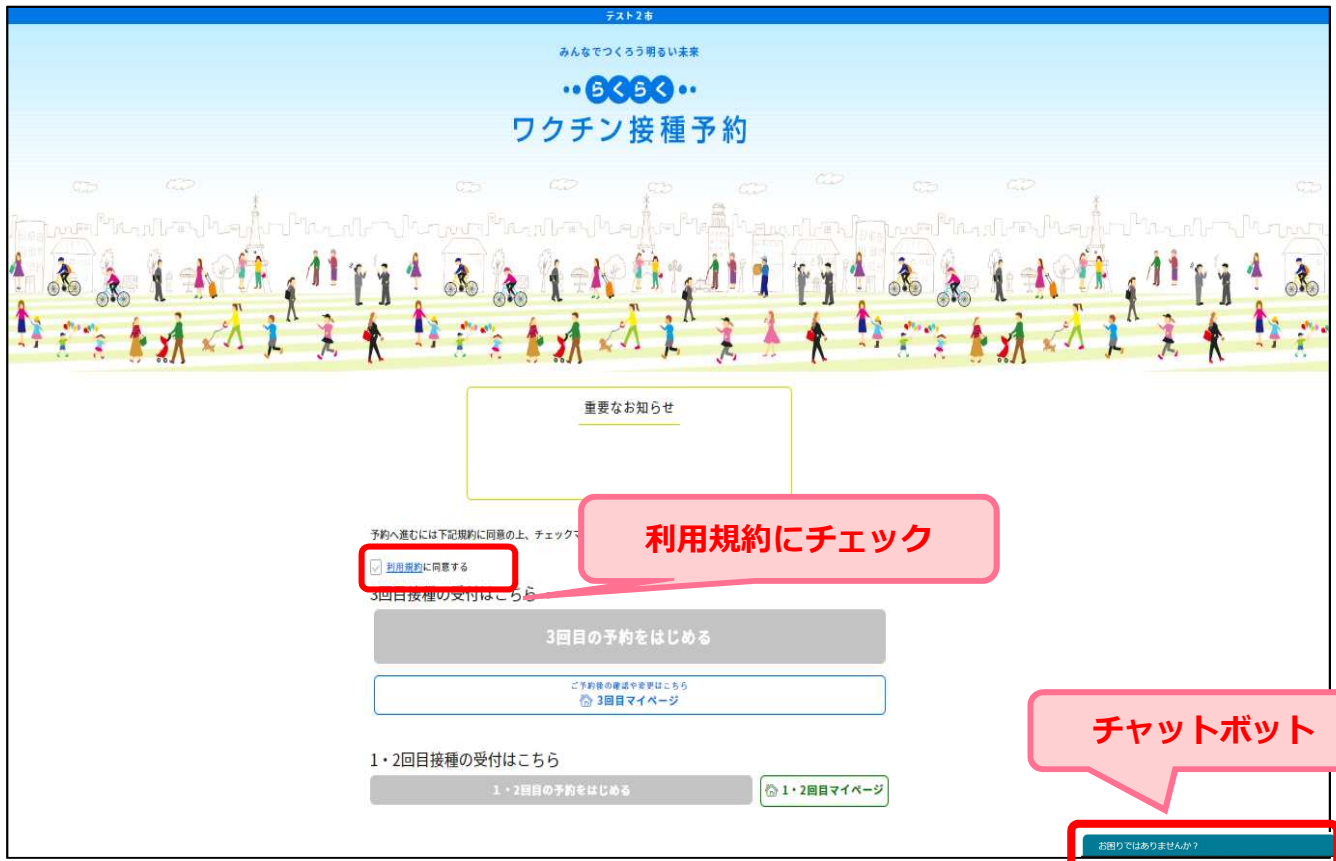 テスト2市
みんなでつくろう明るい未来
らくらく
ワクチン接種予約
重要なお知らせ
予約へ進むには下記規約に同意の上、チェック
利用規約にチェック
利用規約に同意する
3回目接種の受付はこちら
3回目の予約をはじめる
ご予約後の確認や変更はこちら
3回目マイページ
チャットボット
1・2回目接種の受付はこちら
1・2回目の予約をはじめる
1・2回目マイページ
お困りではありませんか?